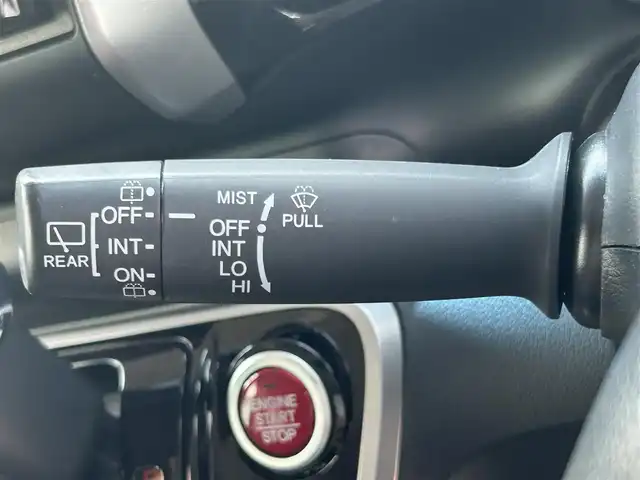 REAR
OFF
INT
ON
MIST
OFF
INT
LO
HI
PULL
ENGINE
START
STOP